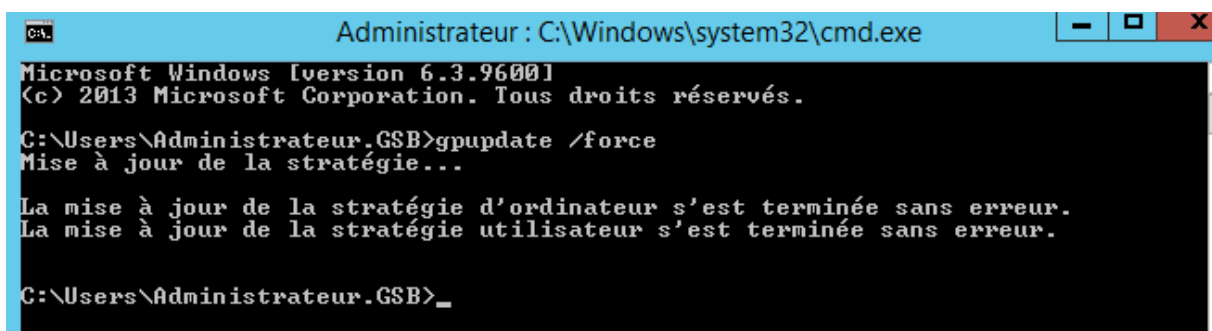 Administrateur : C:\Windows\system32\cmd.exe
Microsoft Windows [version 6.3.9600]
(c) 2013 Microsoft Corporation. Tous droits réservés.
C:\Users\Administrateur.GSB>gpupdate /force
Mise à jour de la stratégie...
La mise à jour de la stratégie d'ordinateur s'est terminée sans erreur.
La mise à jour de la stratégie utilisateur s'est terminée sans erreur.
C:\Users\Administrateur.GSB>_